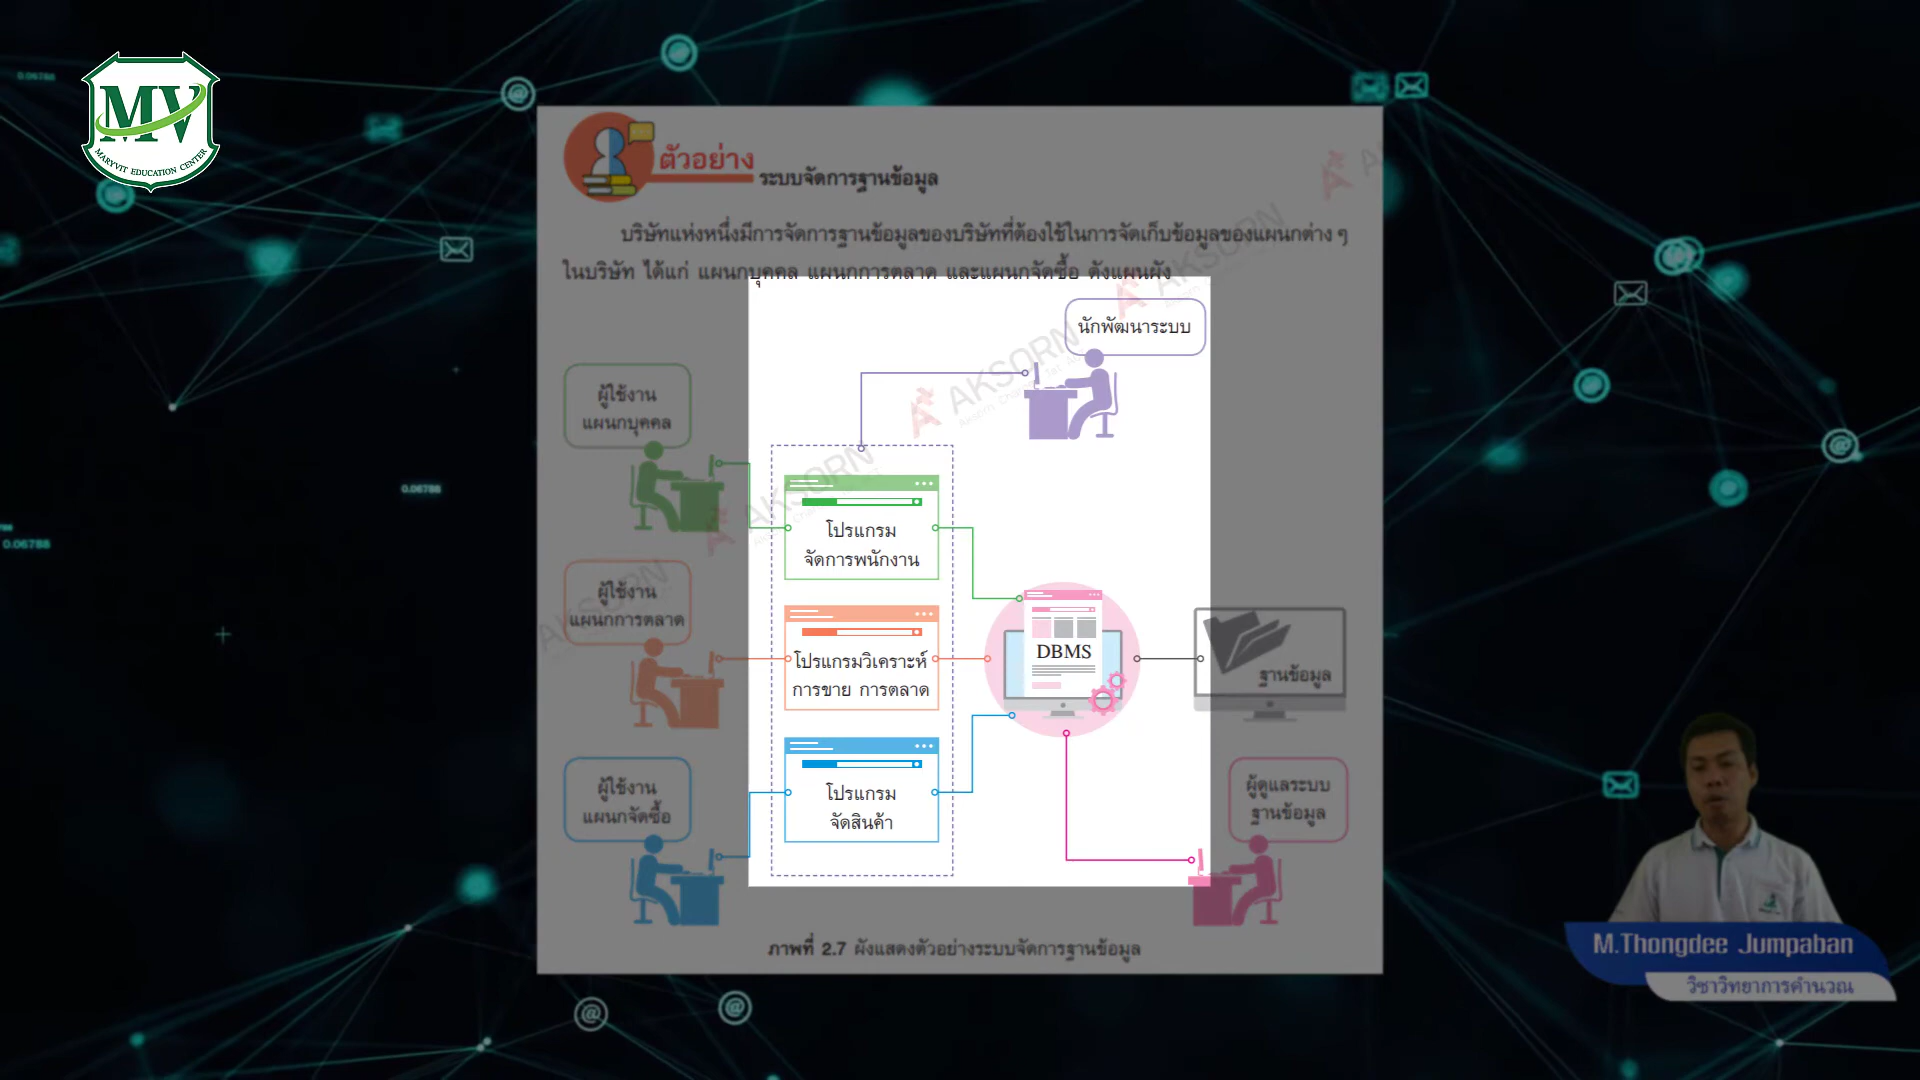 MV
MARYVIT EDUCATION CENTER
ตัวอย่าง
ระบบจัดการฐานข้อมูล
บริษัทแห่งหนึ่งมีการจัดการฐานข้อมูลของบริษัทที่ต้องใช้ในการจัดเก็บข้อมูลของแผนกต่าง ๆ
ในบริษัท ได้แก่ แผนกบุคคล แผนกการตลาด และแผนกจัดซื้อ ดังแผนผัง
นักพัฒนาระบบ
ผู้ใช้งาน
แผนกบุคคล
โปรแกรม
จัดการพนักงาน
ผู้ใช้งาน
แผนกการตลาด
โปรแกรมวิเคราะห์
การขาย การตลาด
DBMS
ฐานข้อมูล
ผู้ใช้งาน
แผนกจัดซื้อ
โปรแกรม
จัดสินค้า
ผู้ดูแลระบบ
ฐานข้อมูล
ภาพที่ 2.7 ผังแสดงตัวอย่างระบบจัดการฐานข้อมูล
AKSORN
AKSORN
AKSORN
AKSORN
0.06788
0.06788
0.06788
M.Thongdee Jumpaban
วิชาวิทยาการคำนวณ